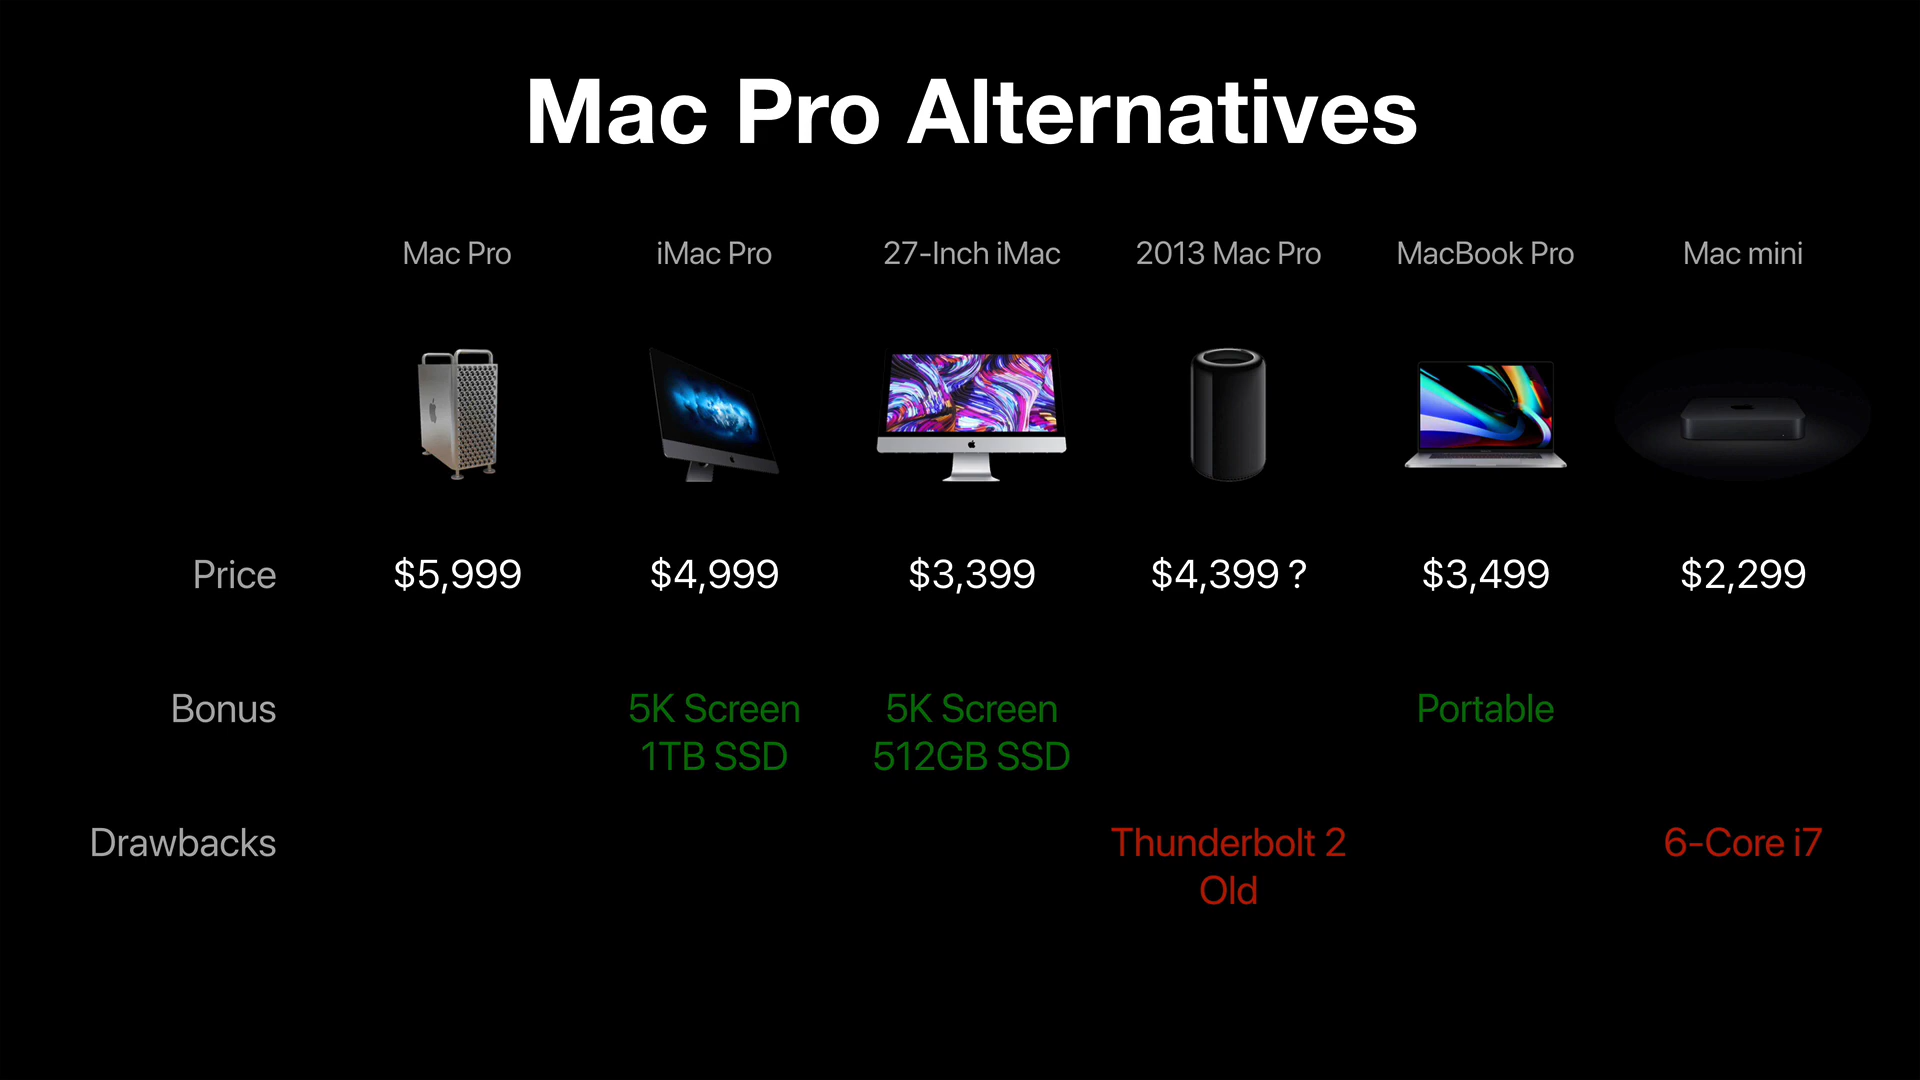 Mac Pro Alternatives
Mac Pro iMac Pro 27-Inch iMac 2013 Mac Pro MacBook Pro Mac mini
Price $5,999 $4,999 $3,399 $4,399 ? $3,499 $2,299
Bonus 5K Screen 5K Screen Portable
1TB SSD 512GB SSD
Drawbacks Thunderbolt 2 6-Core i7
Old